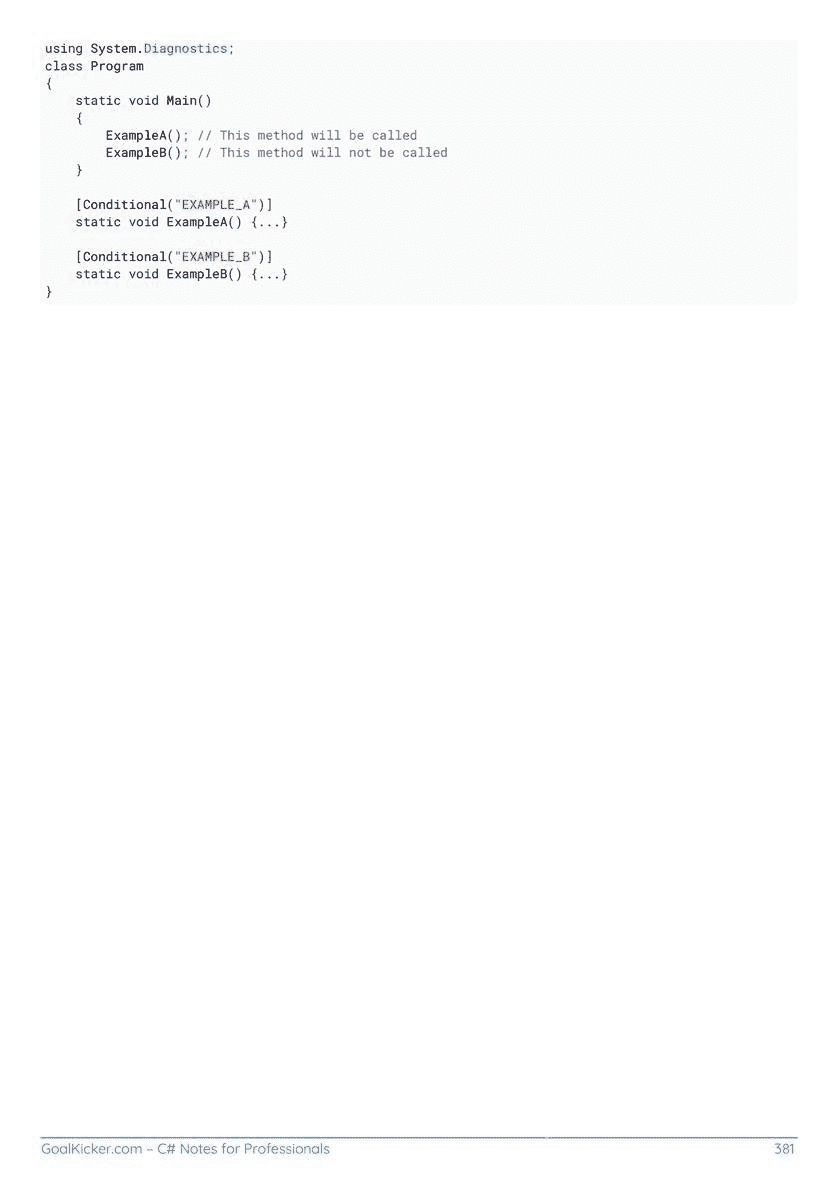 using System.Diagnostics;
class Program
{
    static void Main()
    {
        ExampleA(); // This method will be called
        ExampleB(); // This method will not be called
    }

    [Conditional("EXAMPLE_A")]
    static void ExampleA() {...}

    [Conditional("EXAMPLE_B")]
    static void ExampleB() {...}
}
GoalKicker.com – C# Notes for Professionals 381